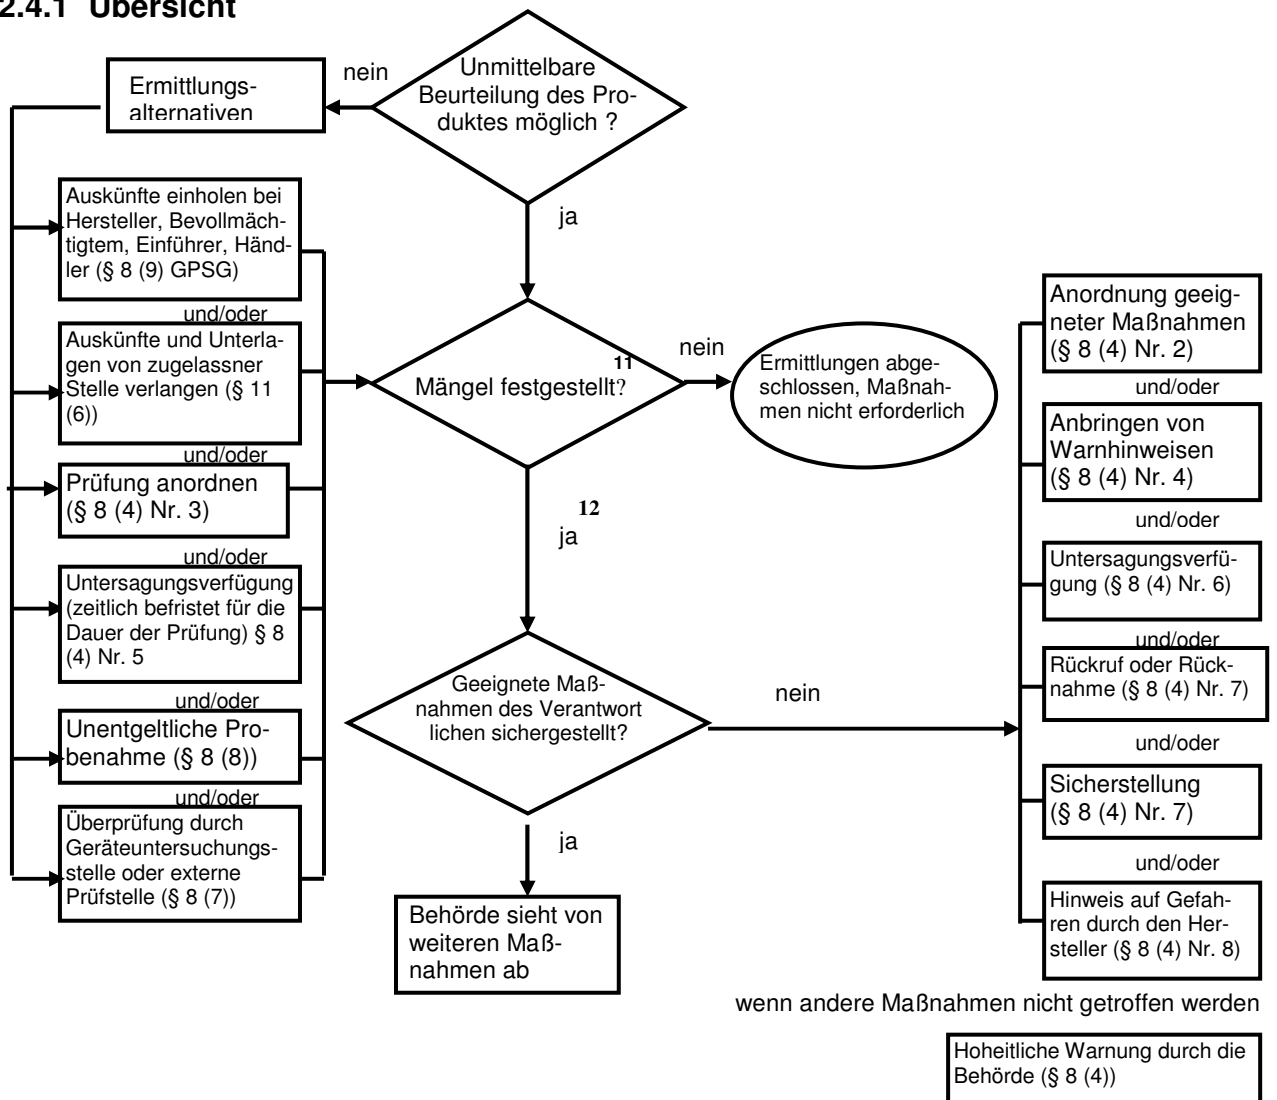 2.4.1 Übersicht
Unmittelbare
Beurteilung des Pro-
duktes möglich ?
nein
Ermittlungs-
alternativen
ja
Auskünfte einholen bei
Hersteller, Bevollmäch-
tigtem, Einführer, Händ-
ler (§ 8 (9) GPSG)
und/oder
Auskünfte und Unterla-
gen von zugelassner
Stelle verlangen (§ 11
(6))
und/oder
Prüfung anordnen
(§ 8 (4) Nr. 3)
und/oder
Untersagungsverfügung
(zeitlich befristet für die
Dauer der Prüfung) § 8
(4) Nr. 5
und/oder
Unentgeltliche Pro-
benahme (§ 8 (8))
und/oder
Überprüfung durch
Geräteuntersuchungs-
stelle oder externe
Prüfstelle (§ 8 (7))
11
Mängel festgestellt?
nein
Ermittlungen abge-
schlossen, Maßnah-
men nicht erforderlich
12
ja
Geeignete Maß-
nahmen des Verantwort
lichen sichergestellt?
nein
ja
Behörde sieht von
weiteren Maß-
nahmen ab
Anordnung geeig-
neter Maßnahmen
(§ 8 (4) Nr. 2)
und/oder
Anbringen von
Warnhinweisen
(§ 8 (4) Nr. 4)
und/oder
Untersagungsverfü-
gung (§ 8 (4) Nr. 6)
und/oder
Rückruf oder Rück-
nahme (§ 8 (4) Nr. 7)
und/oder
Sicherstellung
(§ 8 (4) Nr. 7)
und/oder
Hinweis auf Gefah-
ren durch den Her-
steller (§ 8 (4) Nr. 8)
wenn andere Maßnahmen nicht getroffen werden
Hoheitliche Warnung durch die
Behörde (§ 8 (4))